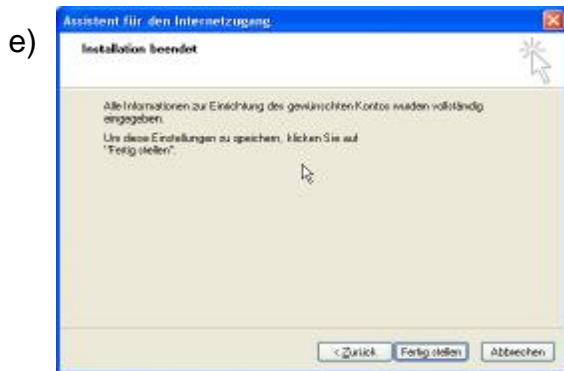 e)
Assistent für den Internetzugang
Installation beendet
Alle Informationen zur Einrichtung des gewünschten Kontos wurden vollständig
eingegeben.
Um diese Einstellungen zu speichern, klicken Sie auf
"Fertig stellen".
< Zurück Fertig stellen Abbrechen